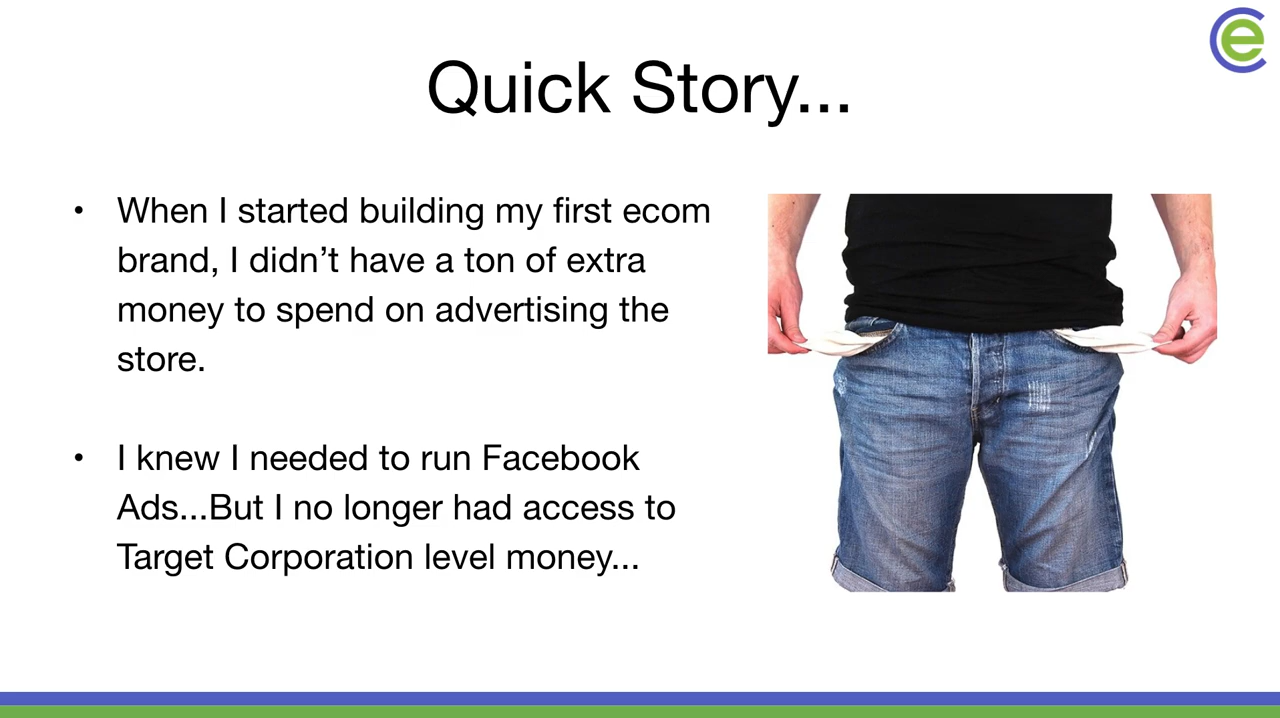 Quick Story...
• When I started building my first ecom
brand, I didn’t have a ton of extra
money to spend on advertising the
store.
• I knew I needed to run Facebook
Ads...But I no longer had access to
Target Corporation level money...